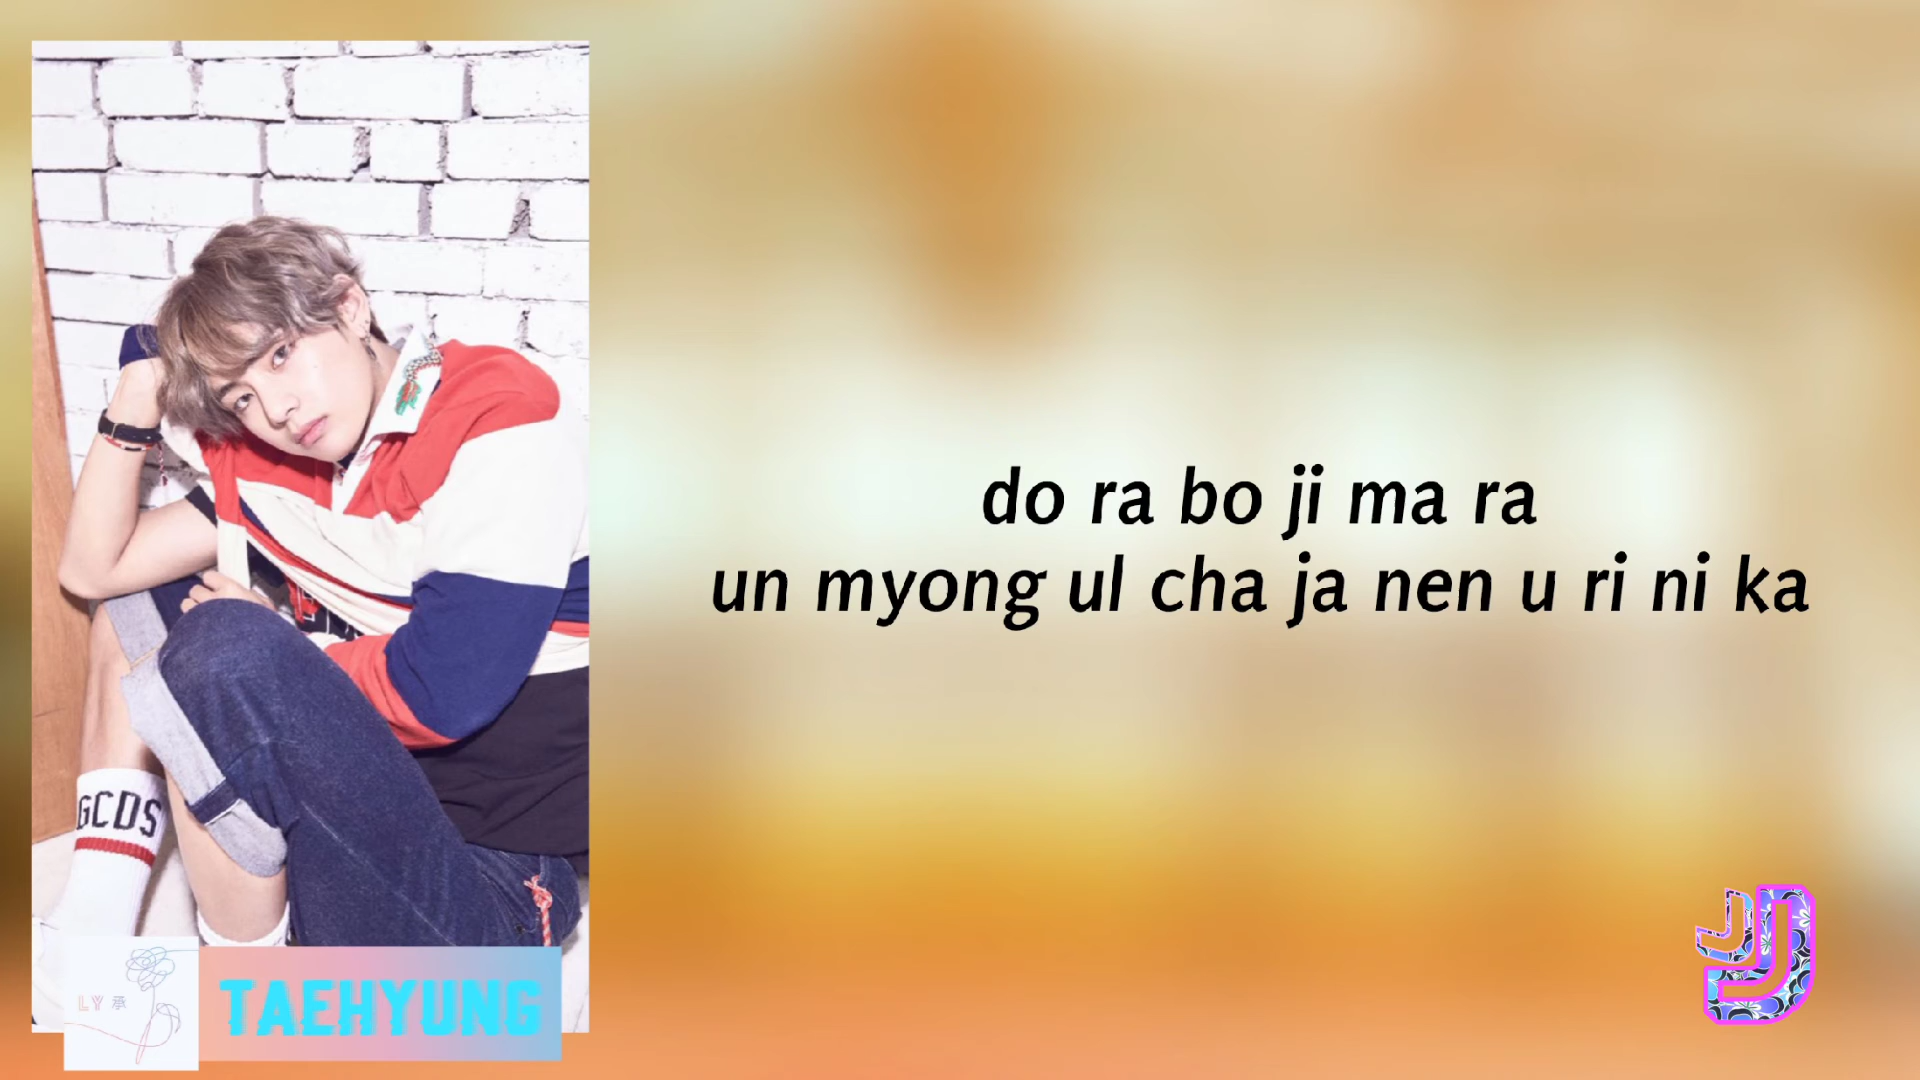 do ra bo ji ma ra
un myong ul cha ja nen u ri ni ka
GCDS
LY 承
TAEHYUNG
JJ